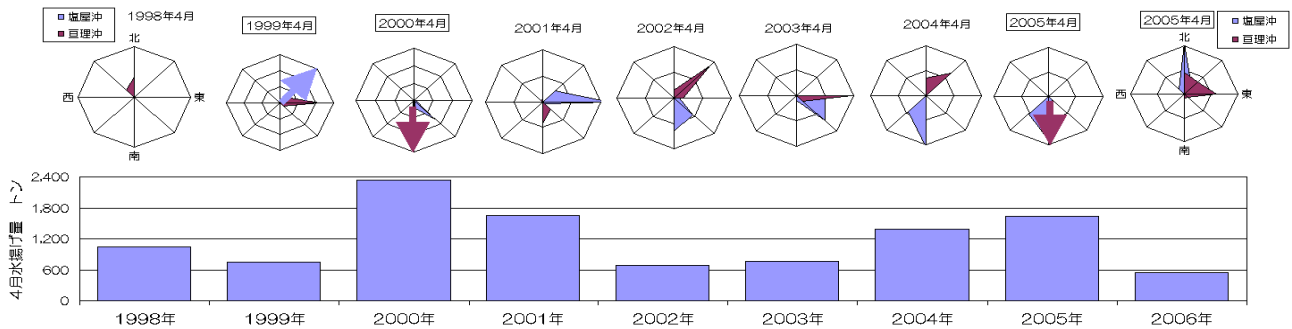 塩屋沖
亘理沖
1998年4月
1999年4月
2000年4月
2001年4月
2002年4月
2003年4月
2004年4月
2005年4月
2005年4月
塩屋沖
亘理沖
北
西
東
南
北
西
東
南
4月水揚げ量 トン
2,400
1,800
1,200
600
0
1998年
1999年
2000年
2001年
2002年
2003年
2004年
2005年
2006年